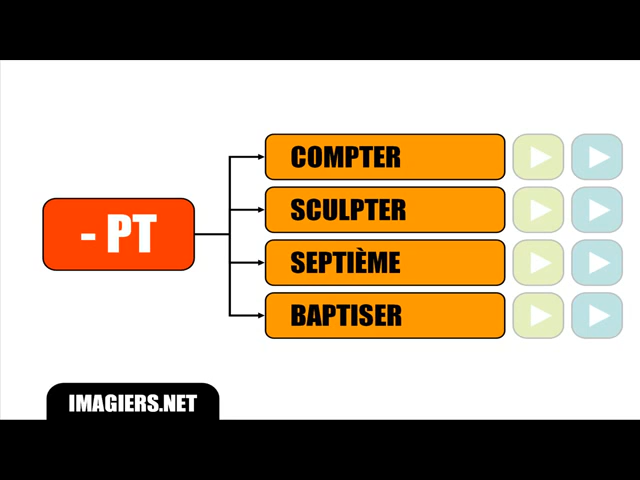 - PT
COMPTER
SCULPTER
SEPTIÈME
BAPTISER
IMAGIERS.NET